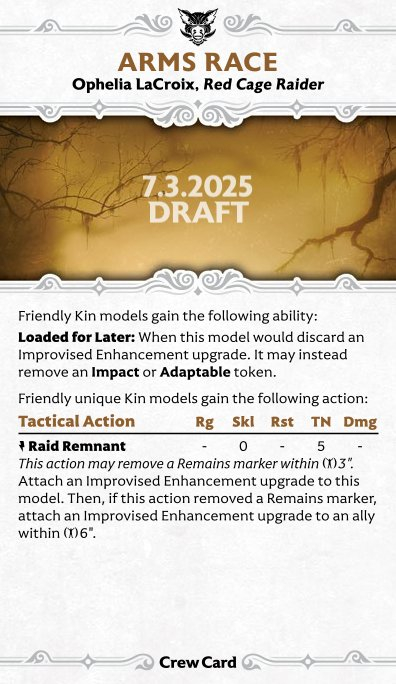 ARMS RACE
Ophelia LaCroix, Red Cage Raider
7.3.2025
DRAFT
Friendly Kin models gain the following ability:
Loaded for Later: When this model would discard an
Improvised Enhancement upgrade. It may instead
remove an Impact or Adaptable token.
Friendly unique Kin models gain the following action:
Tactical Action Rg Skl Rst TN Dmg
Raid Remnant - 0 - 5 -
This action may remove a Remains marker within 3".
Attach an Improvised Enhancement upgrade to this
model. Then, if this action removed a Remains marker,
attach an Improvised Enhancement upgrade to an ally
within 6".
Crew Card